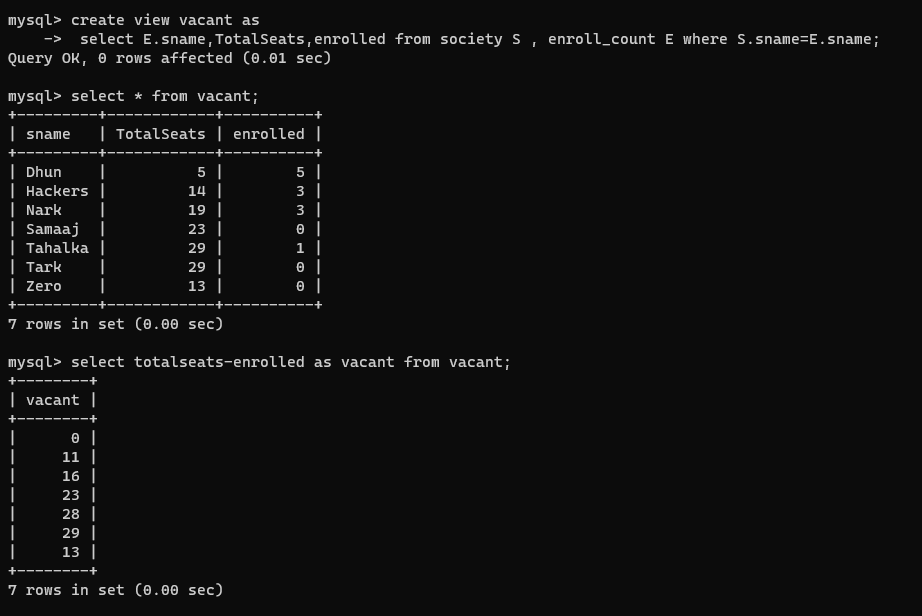 mysql> create view vacant as
    ->  select E.sname,TotalSeats,enrolled from society S , enroll_count E where S.sname=E.sname;
Query OK, 0 rows affected (0.01 sec)

mysql> select * from vacant;
+---------+------------+----------+
| sname   | TotalSeats | enrolled |
+---------+------------+----------+
| Dhun    |          5 |        5 |
| Hackers |         14 |        3 |
| Nark    |         19 |        3 |
| Samaaj  |         23 |        0 |
| Tahalka |         29 |        1 |
| Tark    |         29 |        0 |
| Zero    |         13 |        0 |
+---------+------------+----------+
7 rows in set (0.00 sec)

mysql> select totalseats-enrolled as vacant from vacant;
+--------+
| vacant |
+--------+
|      0 |
|     11 |
|     16 |
|     23 |
|     28 |
|     29 |
|     13 |
+--------+
7 rows in set (0.00 sec)